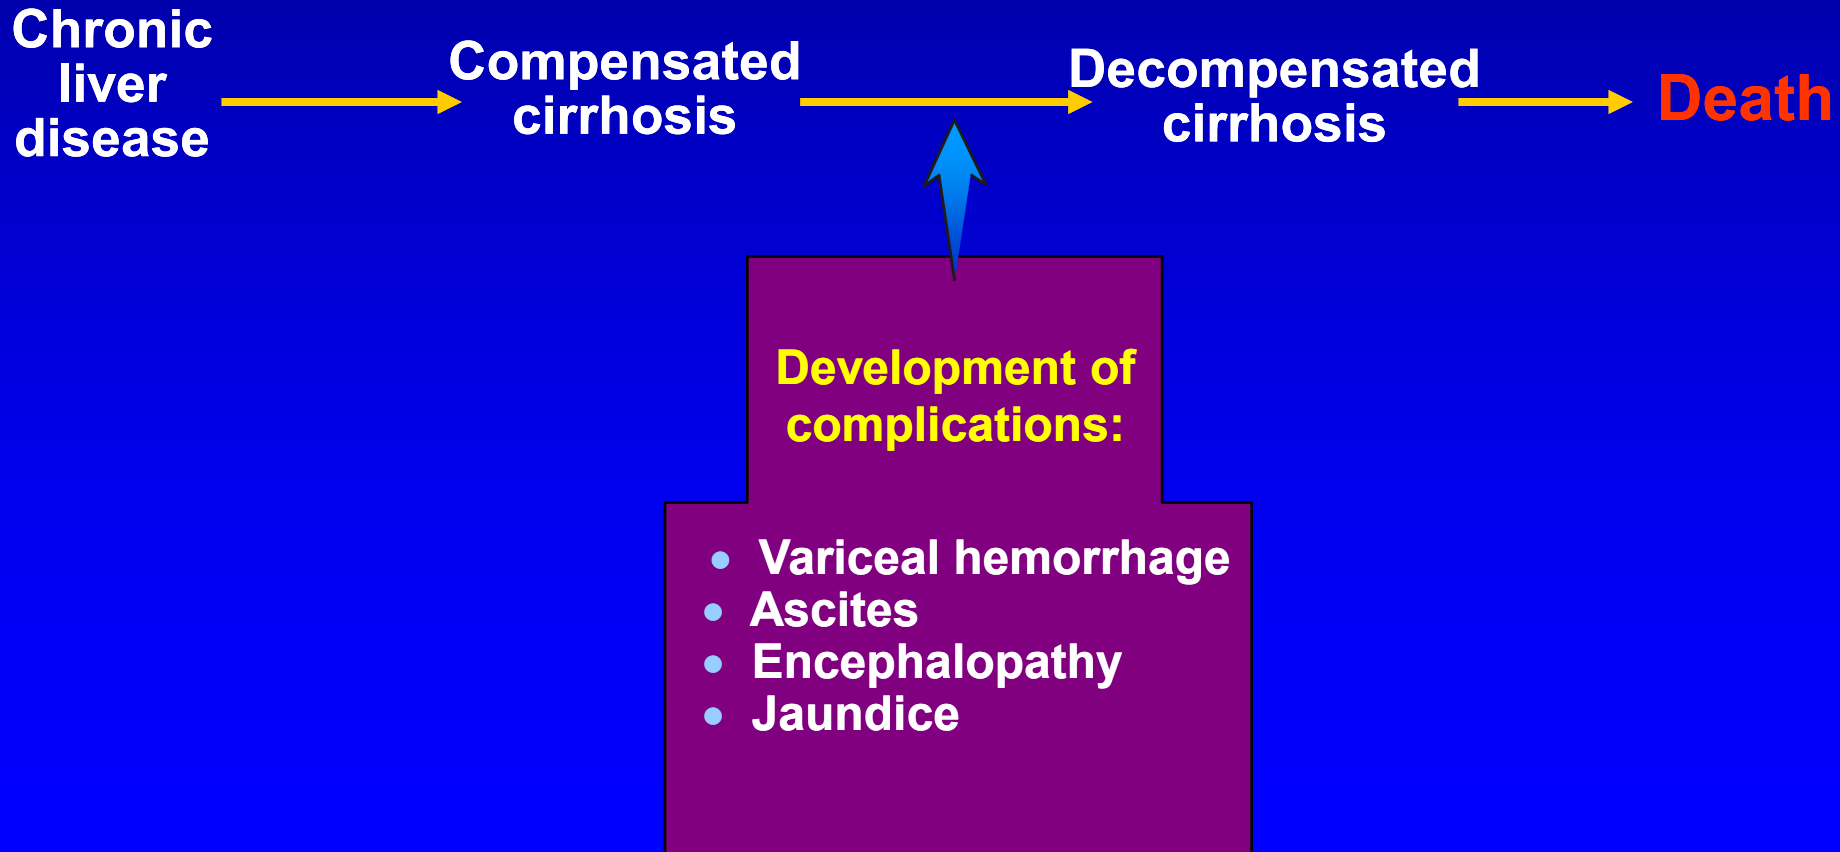 Chronic
liver
disease
Compensated
cirrhosis
Decompensated
cirrhosis
Death
Development of
complications:
• Variceal hemorrhage
• Ascites
• Encephalopathy
• Jaundice